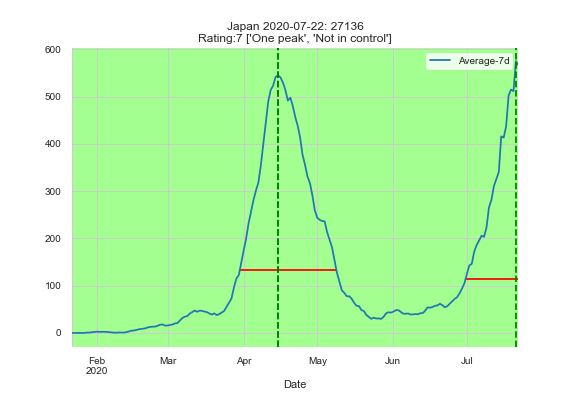 Japan 2020-07-22: 27136
Rating:7 ['One peak', 'Not in control']
Average-7d
600
500
400
300
200
100
0
Feb
2020
Mar
Apr
May
Jun
Jul
Date